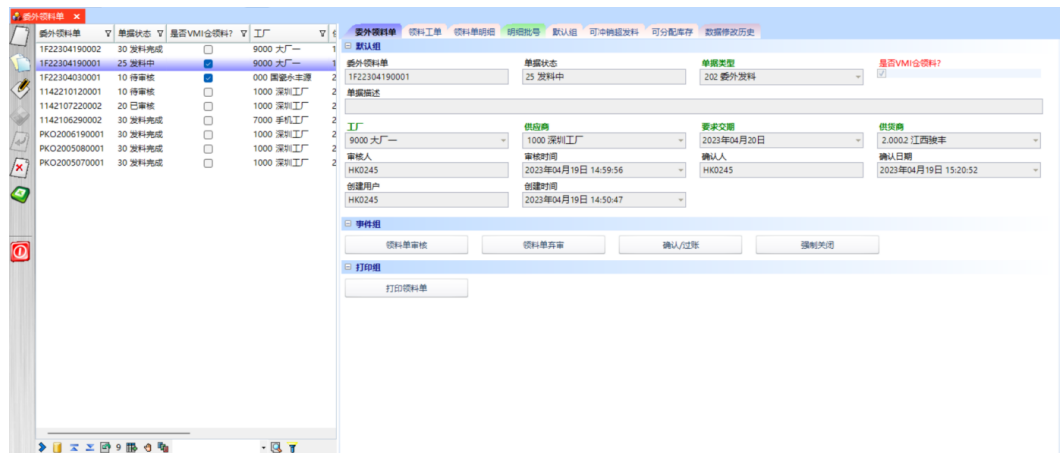 委外领料单 ×
委外领料单 单据状态 是否VMI仓领料? 工厂
1F22304190002 30 发料完成 9000 大厂一 1
1F22304190001 25 发料中 9000 大厂一 1
1F22304030001 10 待审核 000 国瓷永丰源 2
1142210120001 10 待审核 1000 深圳工厂 2
1142107220002 20 已审核 1000 深圳工厂 2
1142106290002 30 发料完成 7000 手机工厂 2
PKO2006190001 30 发料完成 1000 深圳工厂 2
PKO2005080001 30 发料完成 1000 深圳工厂 2
PKO2005070001 30 发料完成 1000 深圳工厂 2
9
委外领料单 领料工单 领料单明细 明细批号 默认组 可冲销超发料 可分配库存 数据修改历史
默认组
委外领料单 单据状态 单据类型 是否VMI仓领料?
1F22304190001 25 发料中 202 委外发料
单据描述
工厂 供应商 要求交期 供货商
9000 大厂一 1000 深圳工厂 2023年04月20日 2.0002 江西骏丰
审核人 审核时间 确认人 确认日期
HK0245 2023年04月19日 14:59:56 HK0245 2023年04月19日 15:20:52
创建用户 创建时间
HK0245 2023年04月19日 14:50:47
事件组
领料单审核 领料单弃审 确认/过账 强制关闭
打印组
打印领料单